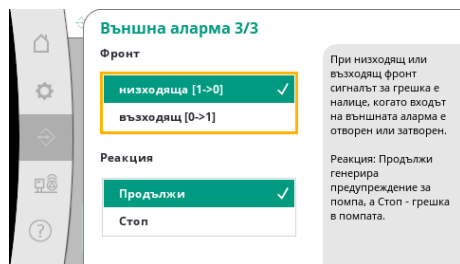 Външна аларма 3/3
Фронт
низходяща [1->0]
възходящ [0->1]
Реакция
Продължи
Стоп
При низходящ или
възходящ фронт
сигналът за грешка е
налице, когато входът
на външната аларма е
отворен или затворен.
Реакция: Продължи
генерира
предупреждение за
помпа, а Стоп - грешка
в помпата.